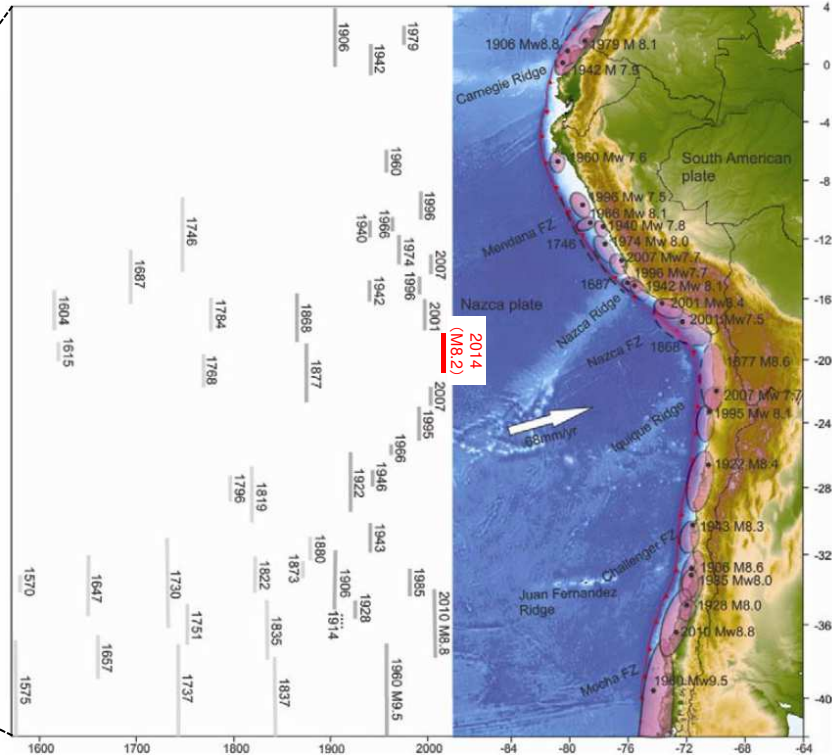 1906
1979
1942
1960
1996
1966
1940
1746
1974
2007
1687
1996
1942
1604
1784
1868
2001
1615
2014
(M8.2)
1877
1768
2007
1995
1966
1922
1946
1819
1796
1943
1880
1873
1822
1906
1985
1570
1647
1730
1928
2010 M8.8
1914
1751
1835
1657
1960 M9.5
1575
1737
1837
1600
1700
1800
1900
2000
1906 Mw8.8
1979 M 8.1
1942 M 7.9
Carnegie Ridge
1960 Mw 7.6
South American
plate
1996 Mw 7.5
1966 Mw 8.1
1940 Mw 7.8
Mendana FZ
1746
1974 Mw 8.0
2007 Mw7.7
1996 Mw7.7
1687
1942 Mw 8.1
Nazca plate
2001 Mw8.4
Nazca Ridge
2001 Mw7.5
Nazca FZ
1868
1877 M8.6
2007 Mw 7.7
1995 Mw 8.1
68mm/yr
Iquique Ridge
1922 M8.4
1943 M8.3
Challenger FZ
1906 M8.6
1985 Mw8.0
Juan Fernandez
Ridge
1928 M8.0
2010 Mw8.8
Mocha FZ
1960 Mw9.5
4
0
-4
-8
-12
-16
-20
-24
-28
-32
-36
-40
-84
-80
-76
-72
-68
-64